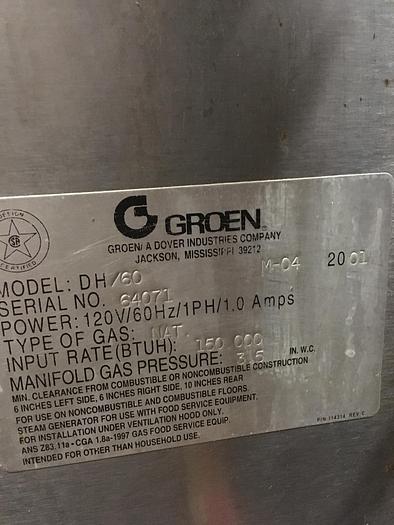 GROEN
GROEN/A DOVER INDUSTRIES COMPANY
JACKSON, MISSISSIPPI 39212
M-04 2001
MODEL: DH/60
SERIAL NO. 64071
POWER: 120V/60Hz/1PH/1.0 Amps
TYPE OF GAS: NAT.
INPUT RATE(BTUH): 150 000
MANIFOLD GAS PRESSURE: 3.5 IN. W.C.
MIN. CLEARANCE FROM COMBUSTIBLE OR NONCOMBUSTIBLE CONSTRUCTION
6 INCHES LEFT SIDE, 6 INCHES RIGHT SIDE, 10 INCHES REAR
FOR USE ON NONCOMBUSTIBLE AND COMBUSTIBLE FLOORS.
STEAM GENERATOR FOR USE WITH FOOD SERVICE EQUIPMENT.
FOR INSTALLATION UNDER VENTILATION HOOD ONLY.
ANS Z83.11a-CGA 1.8a-1997 GAS FOOD SERVICE EQUIP.
INTENDED FOR OTHER THAN HOUSEHOLD USE.
P/N 114314 REV C